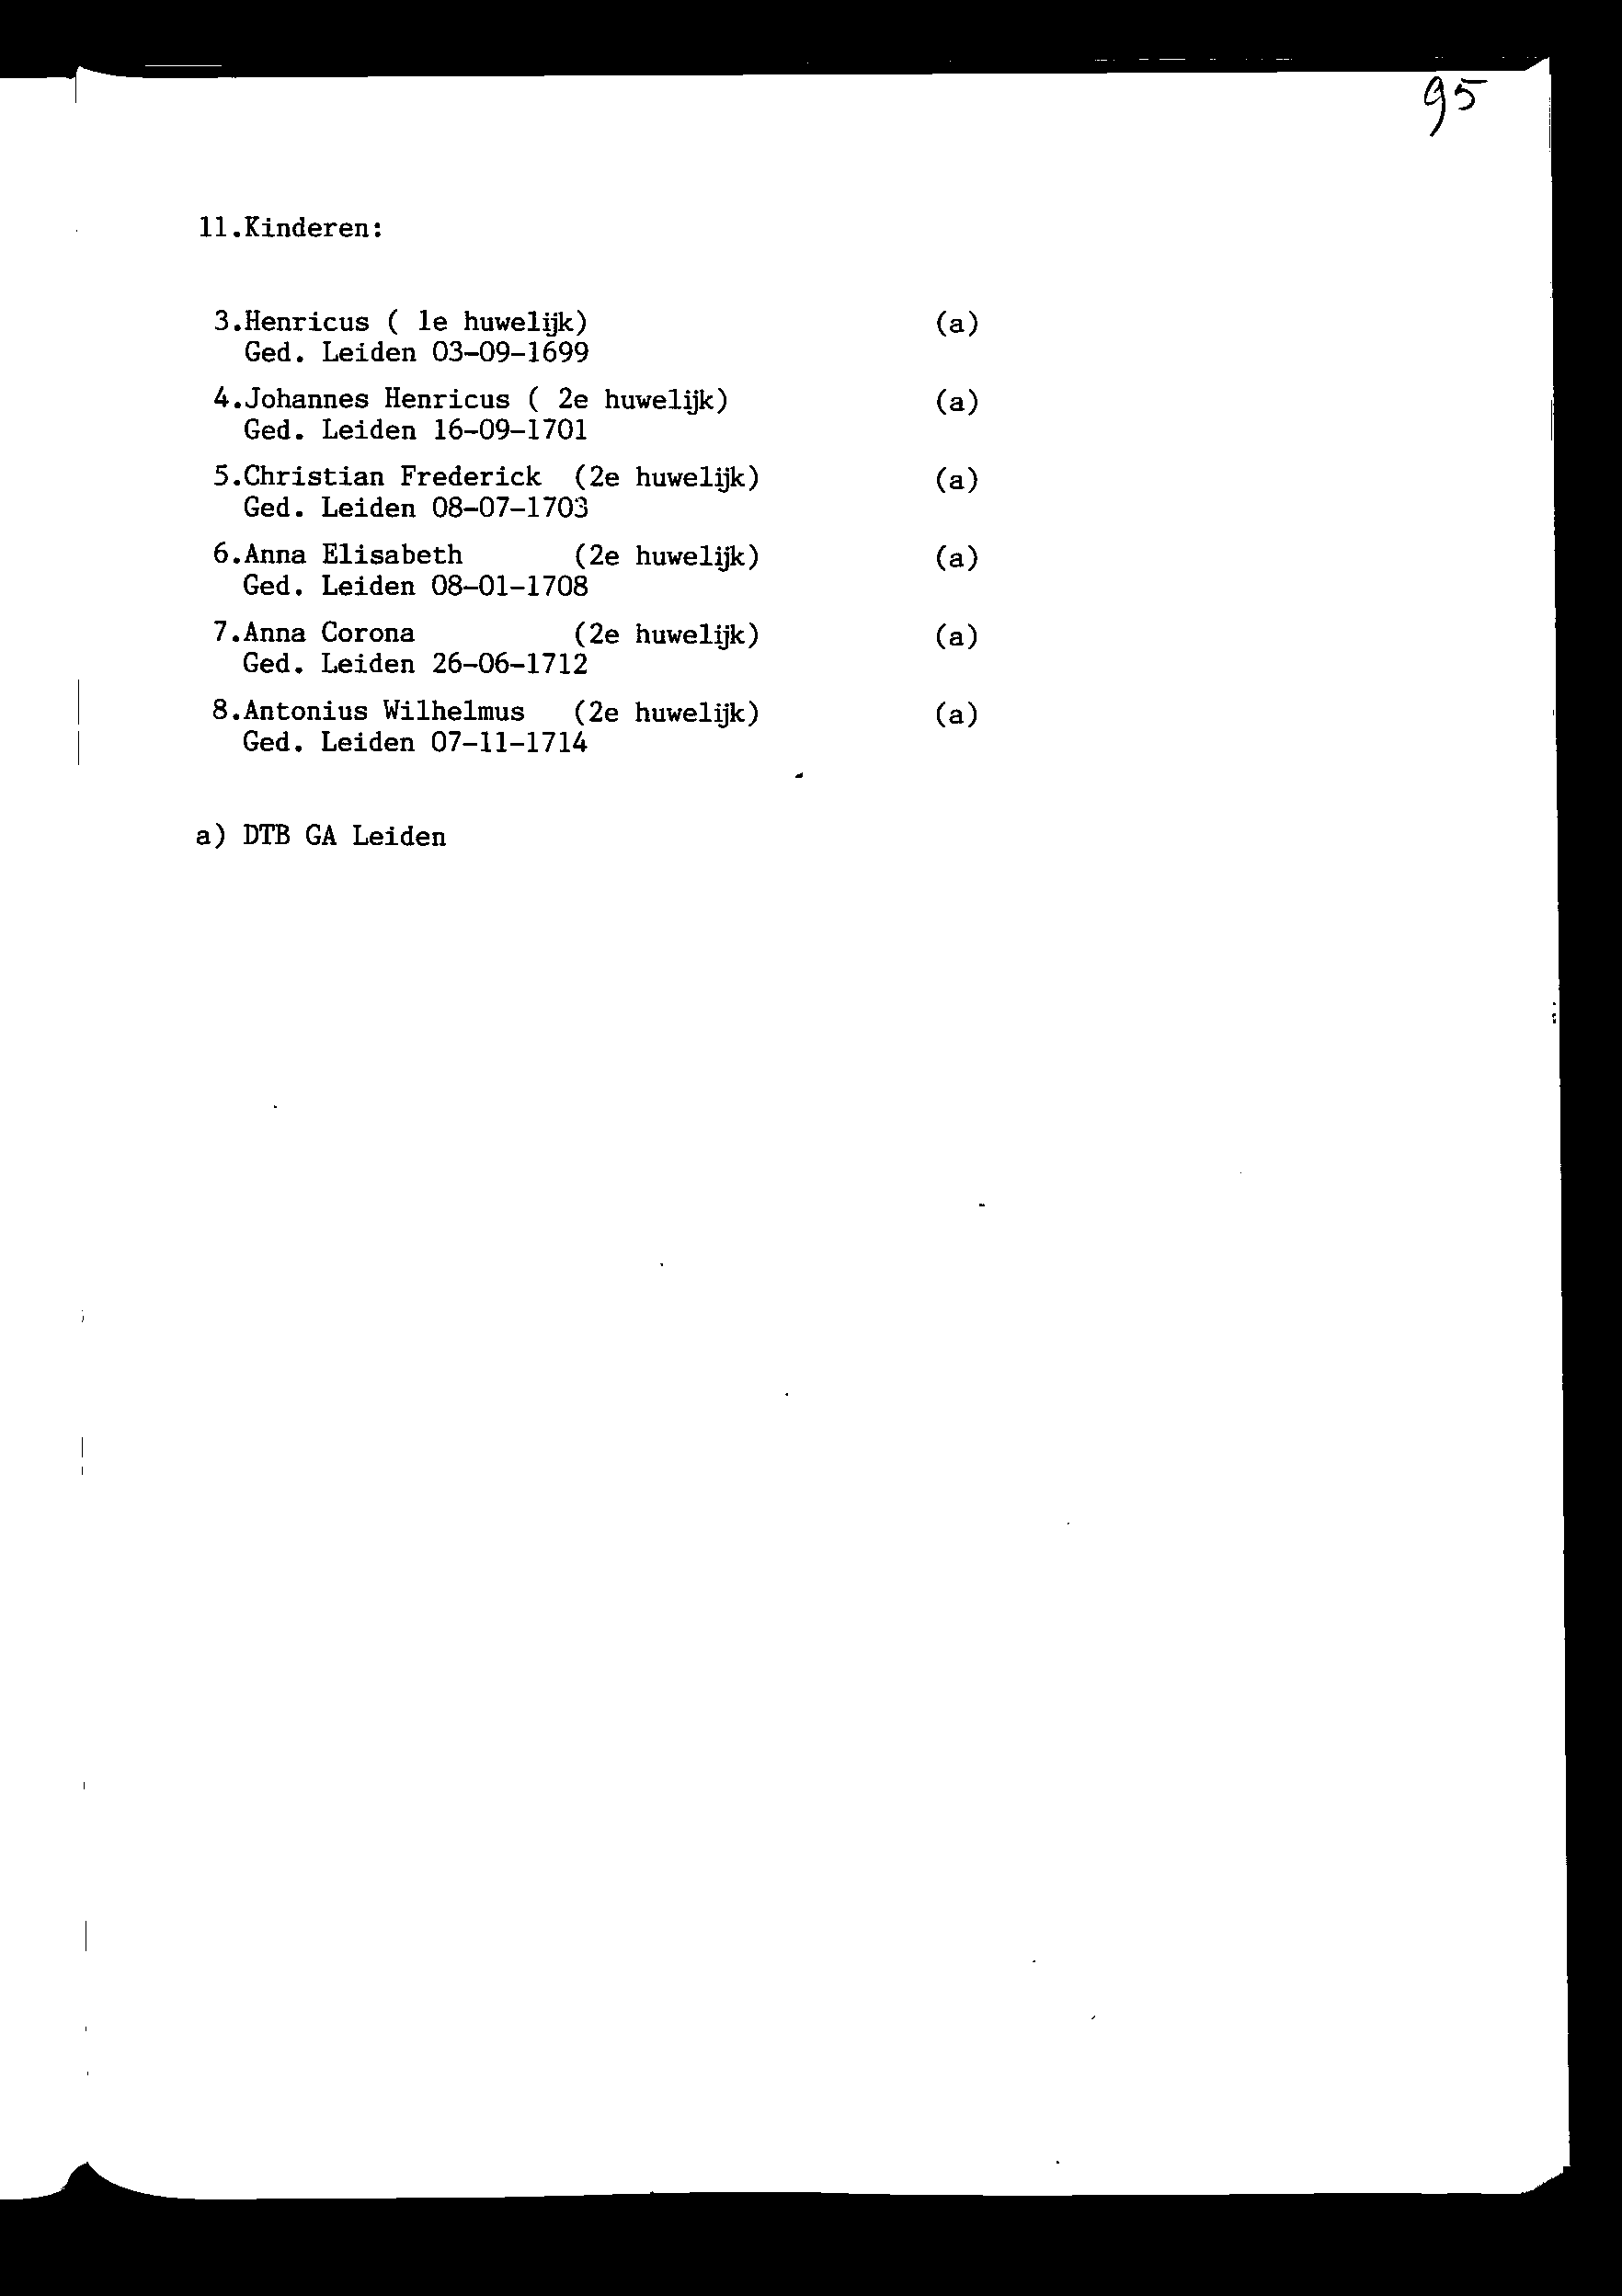 95
11.Kinderen:
3.Henricus ( 1e huwelijk) (a)
Ged. Leiden 03-09-1699
4.Johannes Henricus ( 2e huwelijk) (a)
Ged. Leiden 16-09-1701
5.Christian Frederick (2e huwelijk) (a)
Ged. Leiden 08-07-1703
6.Anna Elisabeth (2e huwelijk) (a)
Ged. Leiden 08-01-1708
7.Anna Corona (2e huwelijk) (a)
Ged. Leiden 26-06-1712
8.Antonius Wilhelmus (2e huwelijk) (a)
Ged. Leiden 07-11-1714
a) DTB GA Leiden